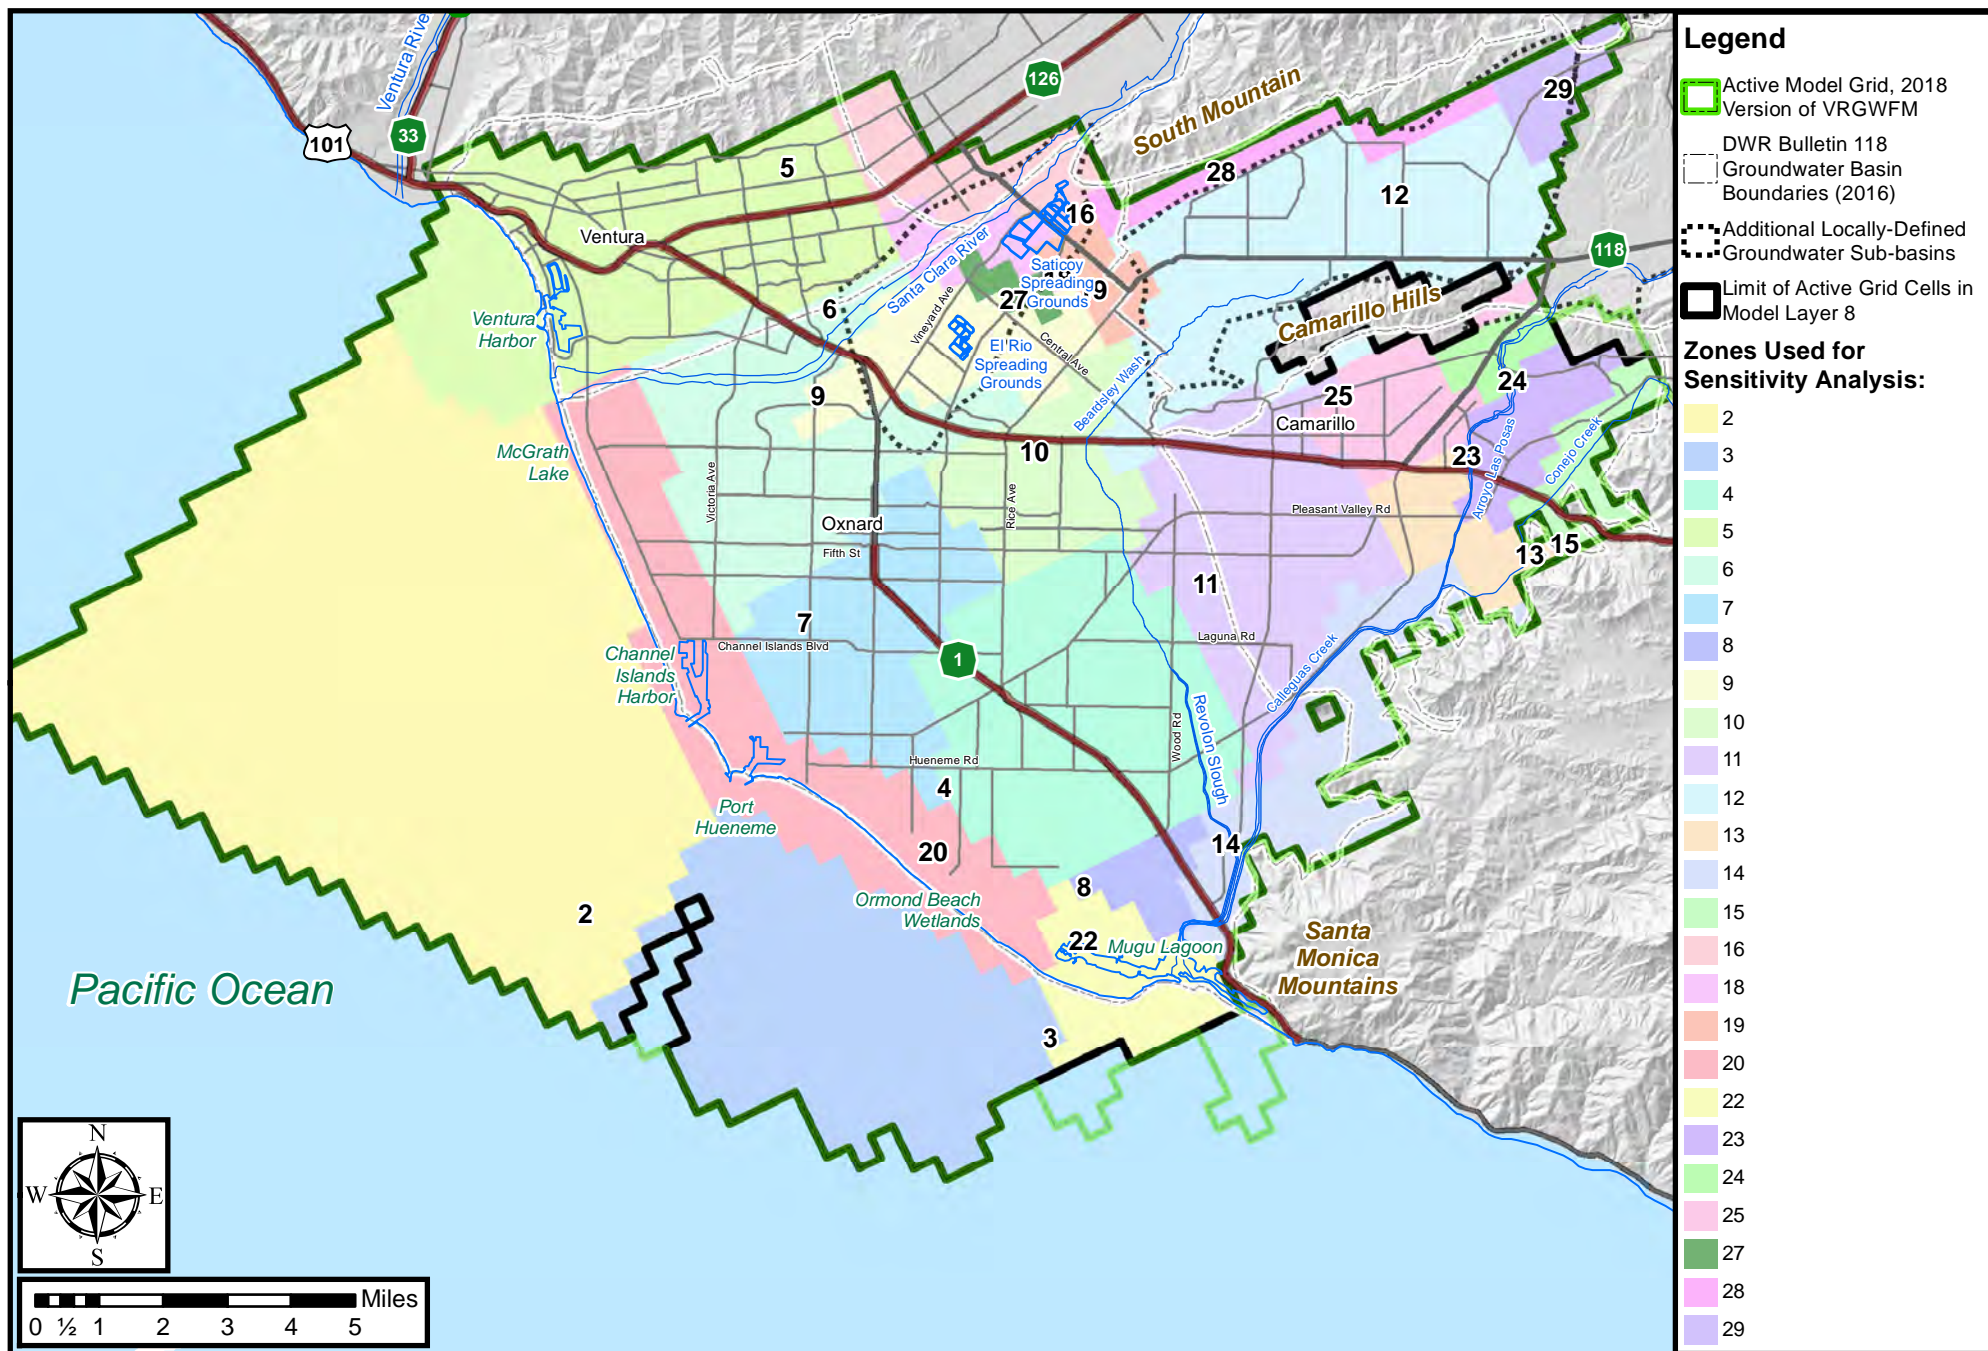 Ventura River
126
South Mountain
29
33
101
5
28
12
16
Ventura
Santa Clara River
Saticoy
Spreading
Grounds
118
27
19
6
Vineyard Ave
Camarillo Hills
Ventura
Harbor
El Rio
Spreading
Grounds
Central Ave
Beardsley Wash
9
25
24
Camarillo
10
23
Arroyo Las Posas
Conejo Creek
McGrath
Lake
Victoria Ave
Rice Ave
Pleasant Valley Rd
Oxnard
Fifth St
13
15
11
7
Channel Islands Blvd
Laguna Rd
Channel
Islands
Harbor
1
Calleguas Creek
Revolon Slough
Wood Rd
Hueneme Rd
4
Port
Hueneme
14
20
8
Ormond Beach
Wetlands
2
22
Mugu Lagoon
Santa
Monica
Mountains
Pacific Ocean
3
N
W
E
S
Miles
0 ½ 1 2 3 4 5
Legend
Active Model Grid, 2018
Version of VRGWFM
DWR Bulletin 118
Groundwater Basin
Boundaries (2016)
Additional Locally-Defined
Groundwater Sub-basins
Limit of Active Grid Cells in
Model Layer 8
Zones Used for
Sensitivity Analysis:
2
3
4
5
6
7
8
9
10
11
12
13
14
15
16
18
19
20
22
23
24
25
27
28
29